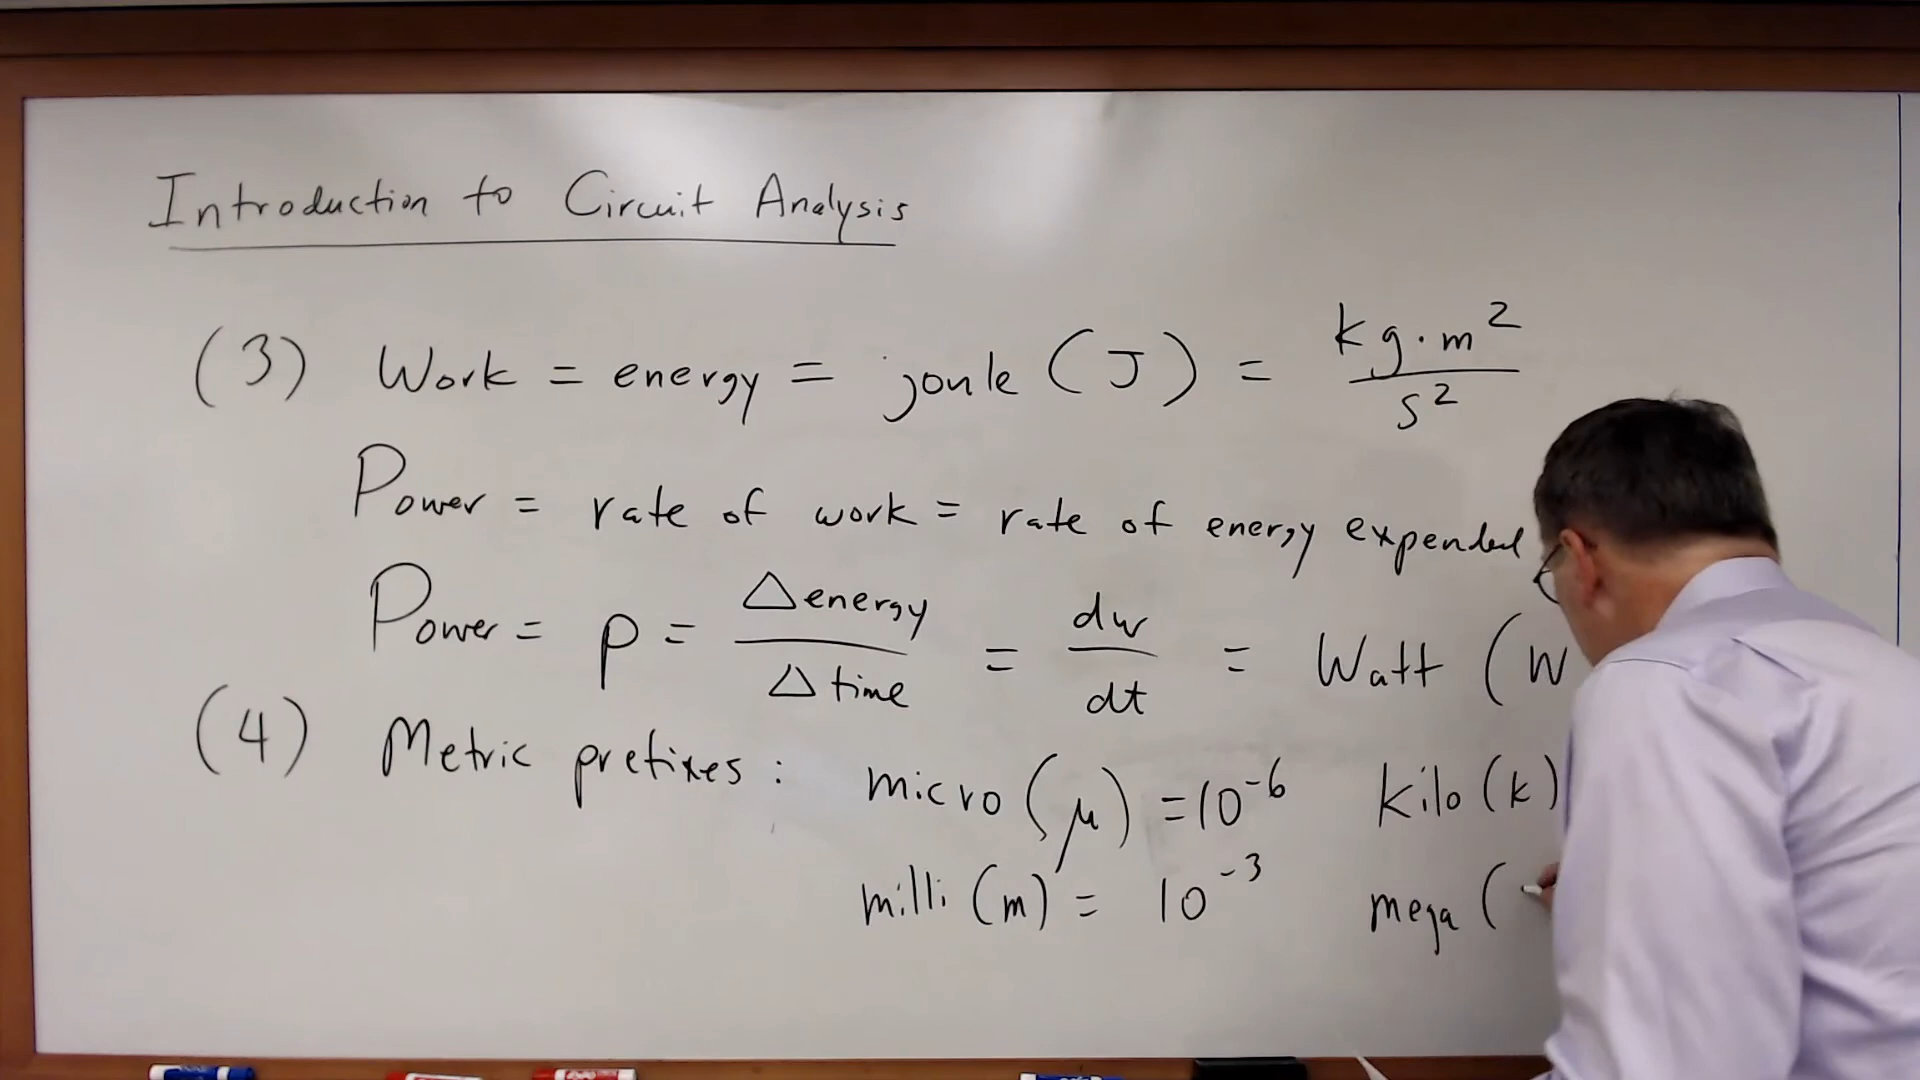 Introduction to Circuit Analysis
(3) Work = energy = joule (J) = kg·m²/s²
Power = rate of work = rate of energy expended
Power = p = Δenergy/Δtime = dw/dt = Watt (W
(4) Metric prefixes: micro (μ) = 10⁻⁶ kilo (k)
milli (m) = 10⁻³ mega (
EXPO